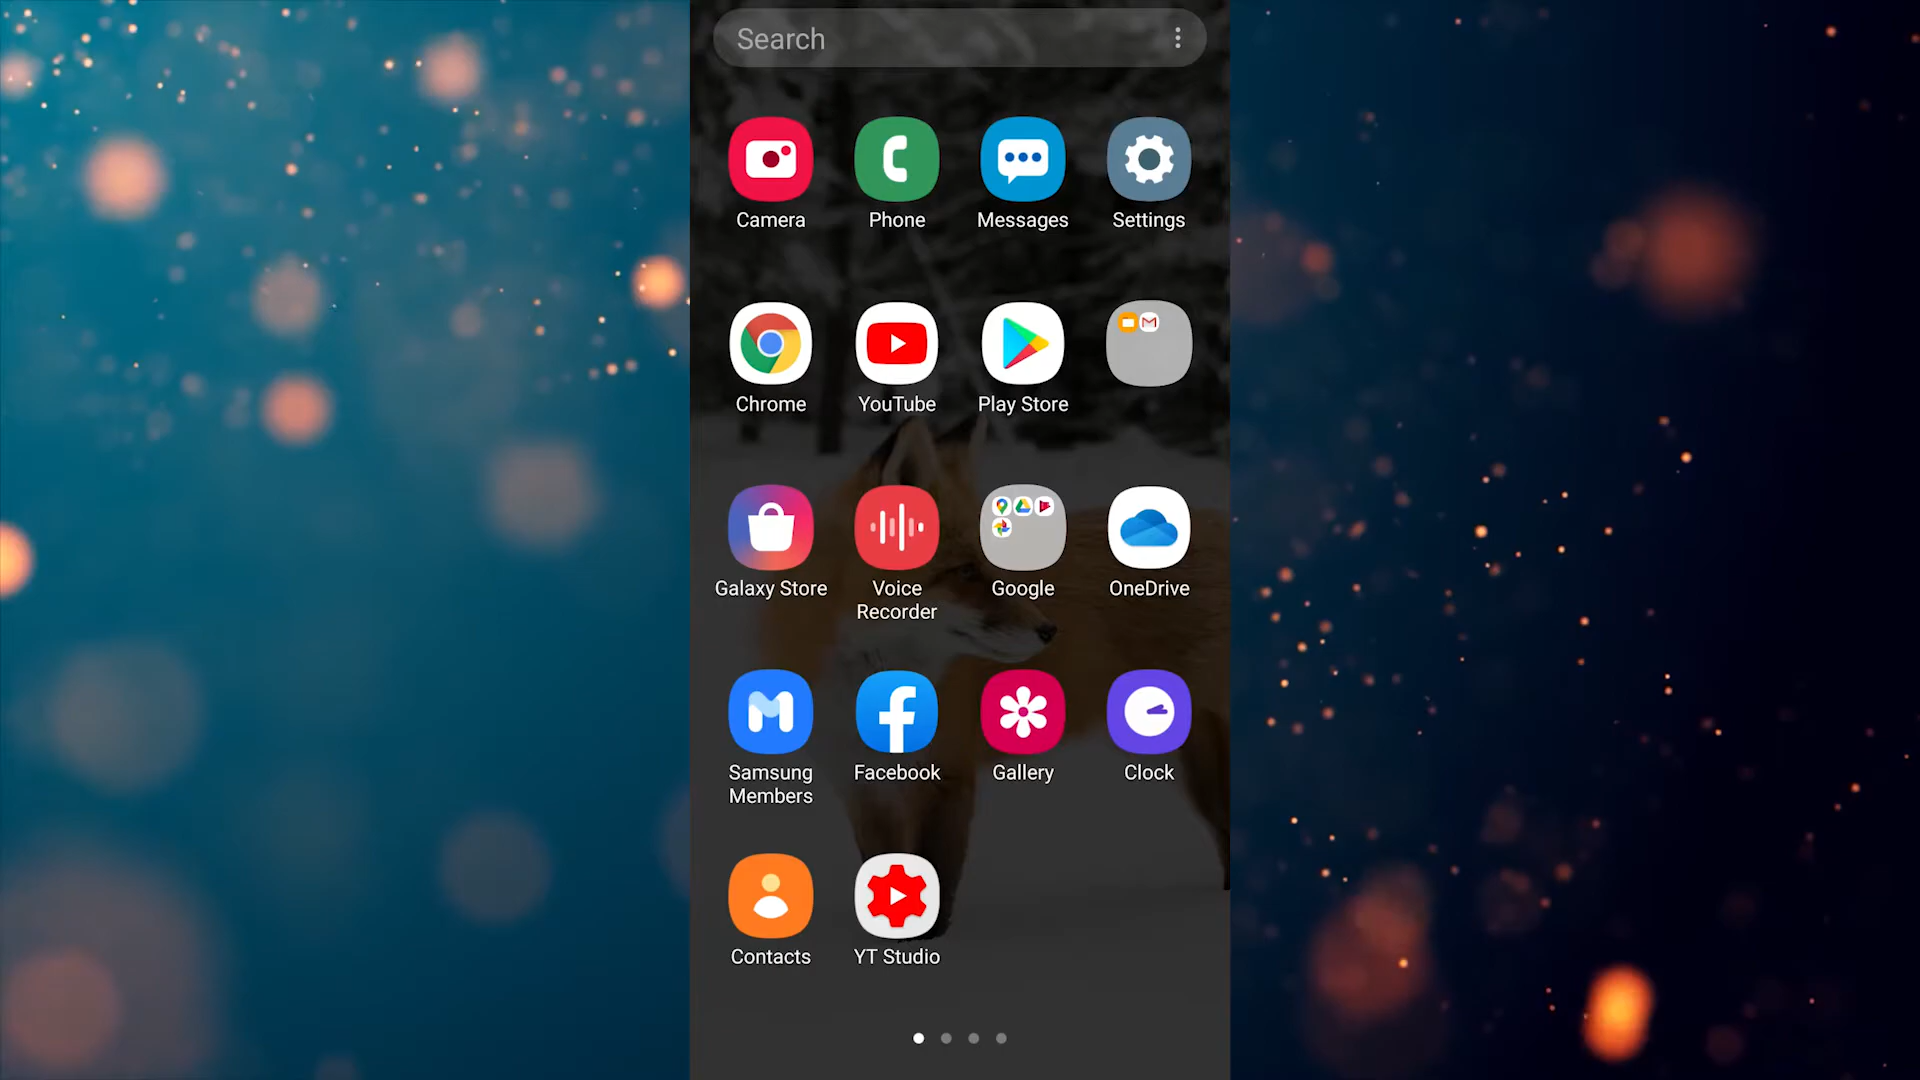 Search
Camera
Phone
Messages
Settings
Chrome
YouTube
Play Store
Galaxy Store
Voice
Recorder
Google
OneDrive
Samsung
Members
Facebook
Gallery
Clock
Contacts
YT Studio